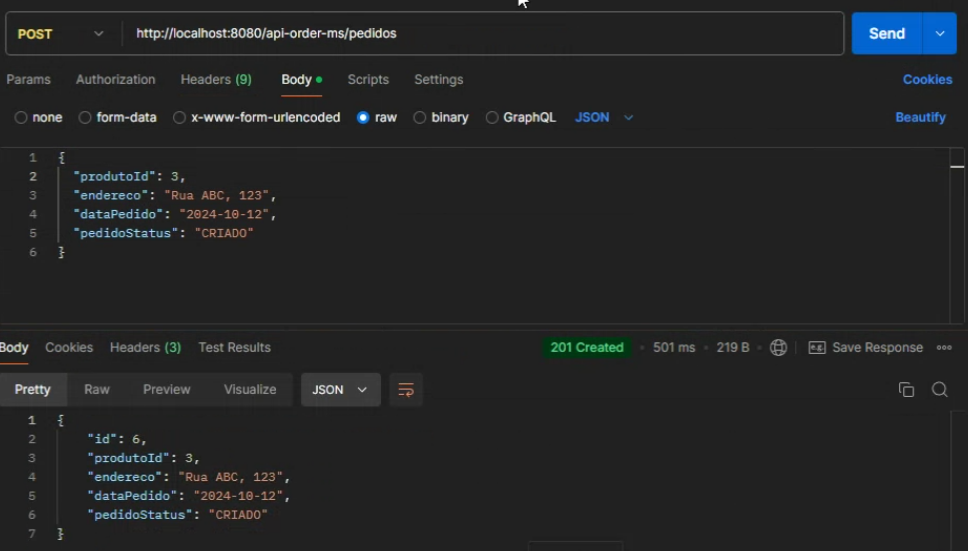 POST http://localhost:8080/api-order-ms/pedidos Send
Params Authorization Headers (9) Body Scripts Settings Cookies
none form-data x-www-form-urlencoded raw binary GraphQL JSON Beautify
1 {
2 "produtoId": 3,
3 "endereco": "Rua ABC, 123",
4 "dataPedido": "2024-10-12",
5 "pedidoStatus": "CRIADO"
6 }
Body Cookies Headers (3) Test Results 201 Created 501 ms 219 B e.g. Save Response
Pretty Raw Preview Visualize JSON
1 {
2 "id": 6,
3 "produtoId": 3,
4 "endereco": "Rua ABC, 123",
5 "dataPedido": "2024-10-12",
6 "pedidoStatus": "CRIADO"
7 }